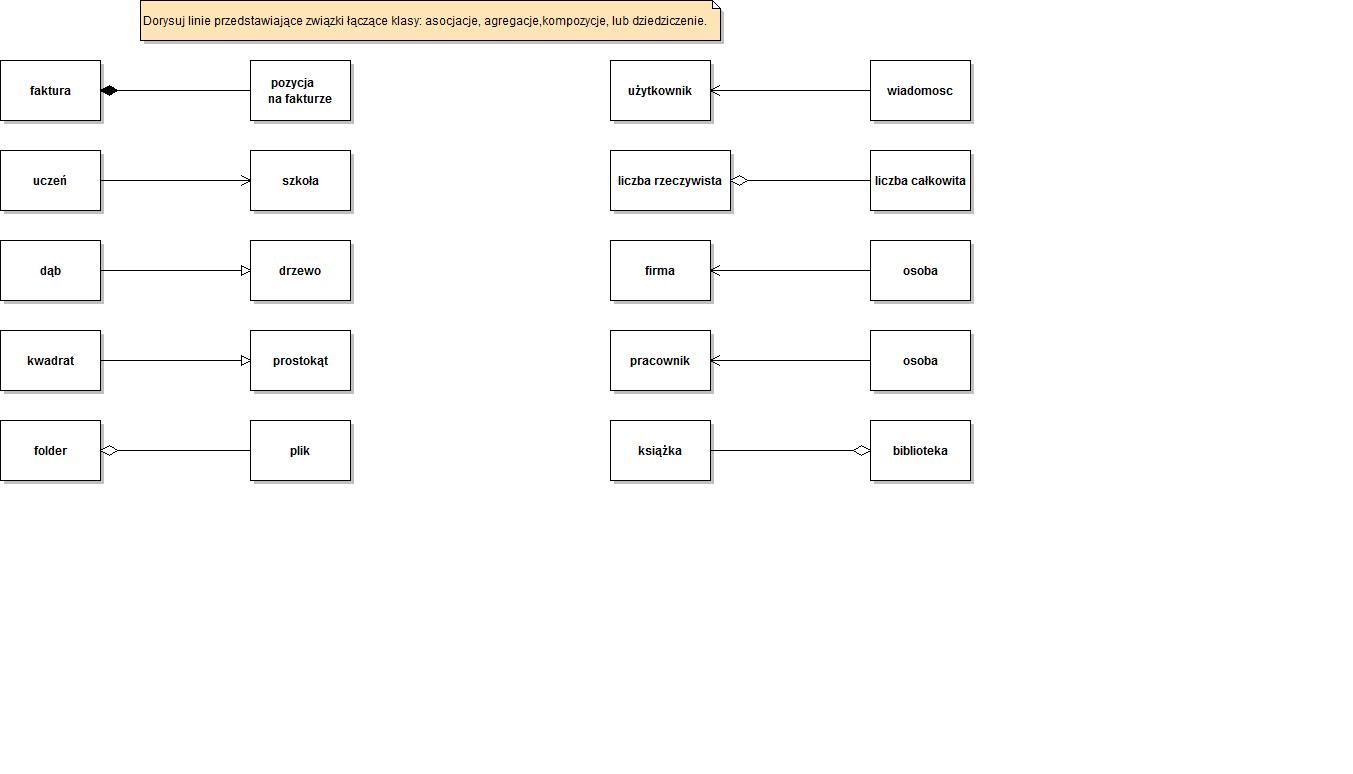 Dorysuj linie przedstawiające związki łączące klasy: asocjacje, agregacje,kompozycje, lub dziedziczenie.
faktura
pozycja
na fakturze
użytkownik
wiadomosc
uczeń
szkoła
liczba rzeczywista
liczba całkowita
dąb
drzewo
firma
osoba
kwadrat
prostokąt
pracownik
osoba
folder
plik
książka
biblioteka